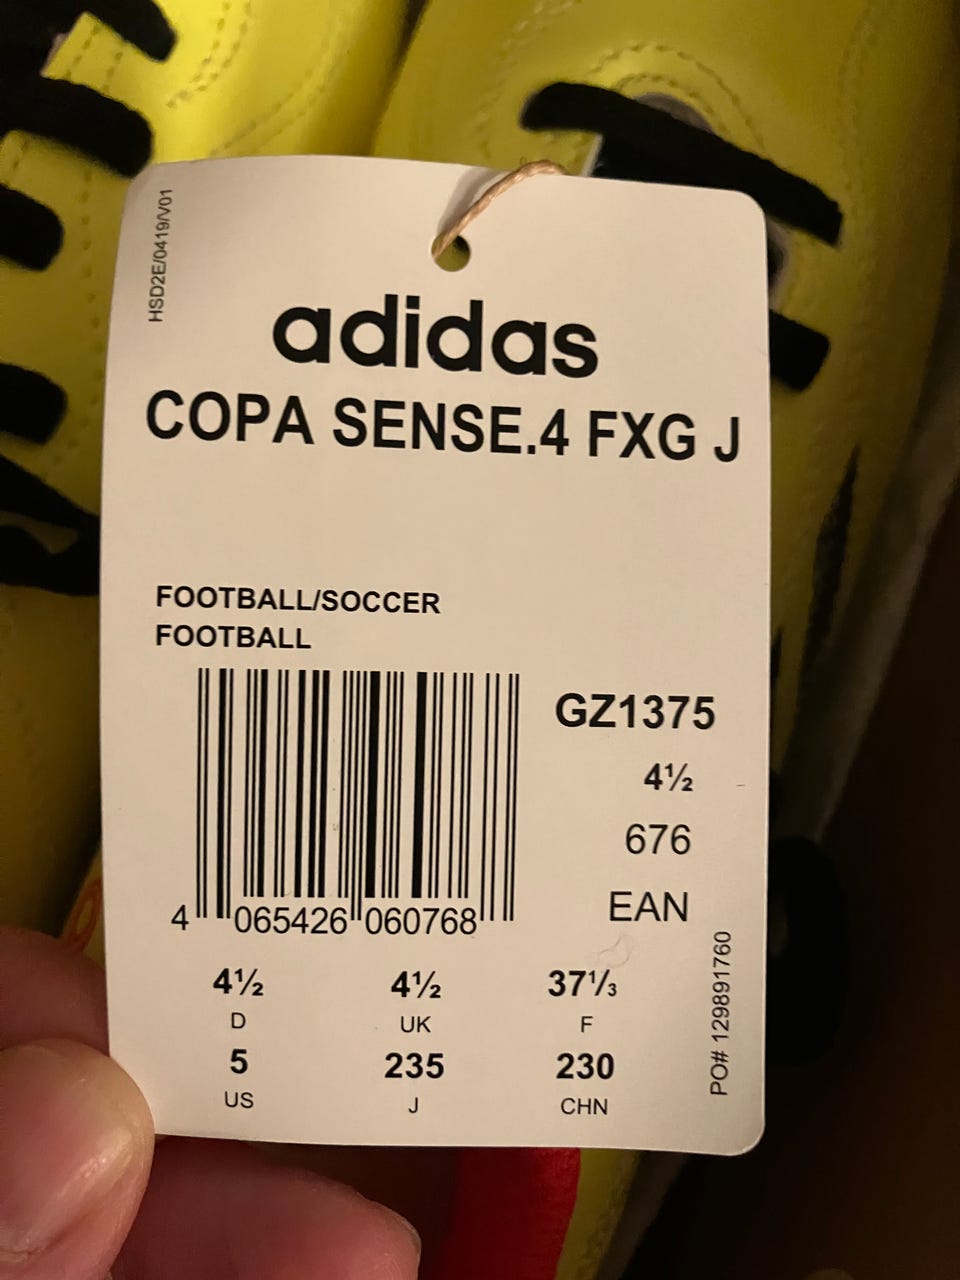 HSD2E/0419/V01
adidas
COPA SENSE.4 FXG J
FOOTBALL/SOCCER
FOOTBALL
GZ1375
4½
676
EAN
4 065426 060768
4½ 4½ 37⅓
D UK F
5 235 230
US J CHN
PO# 129891760